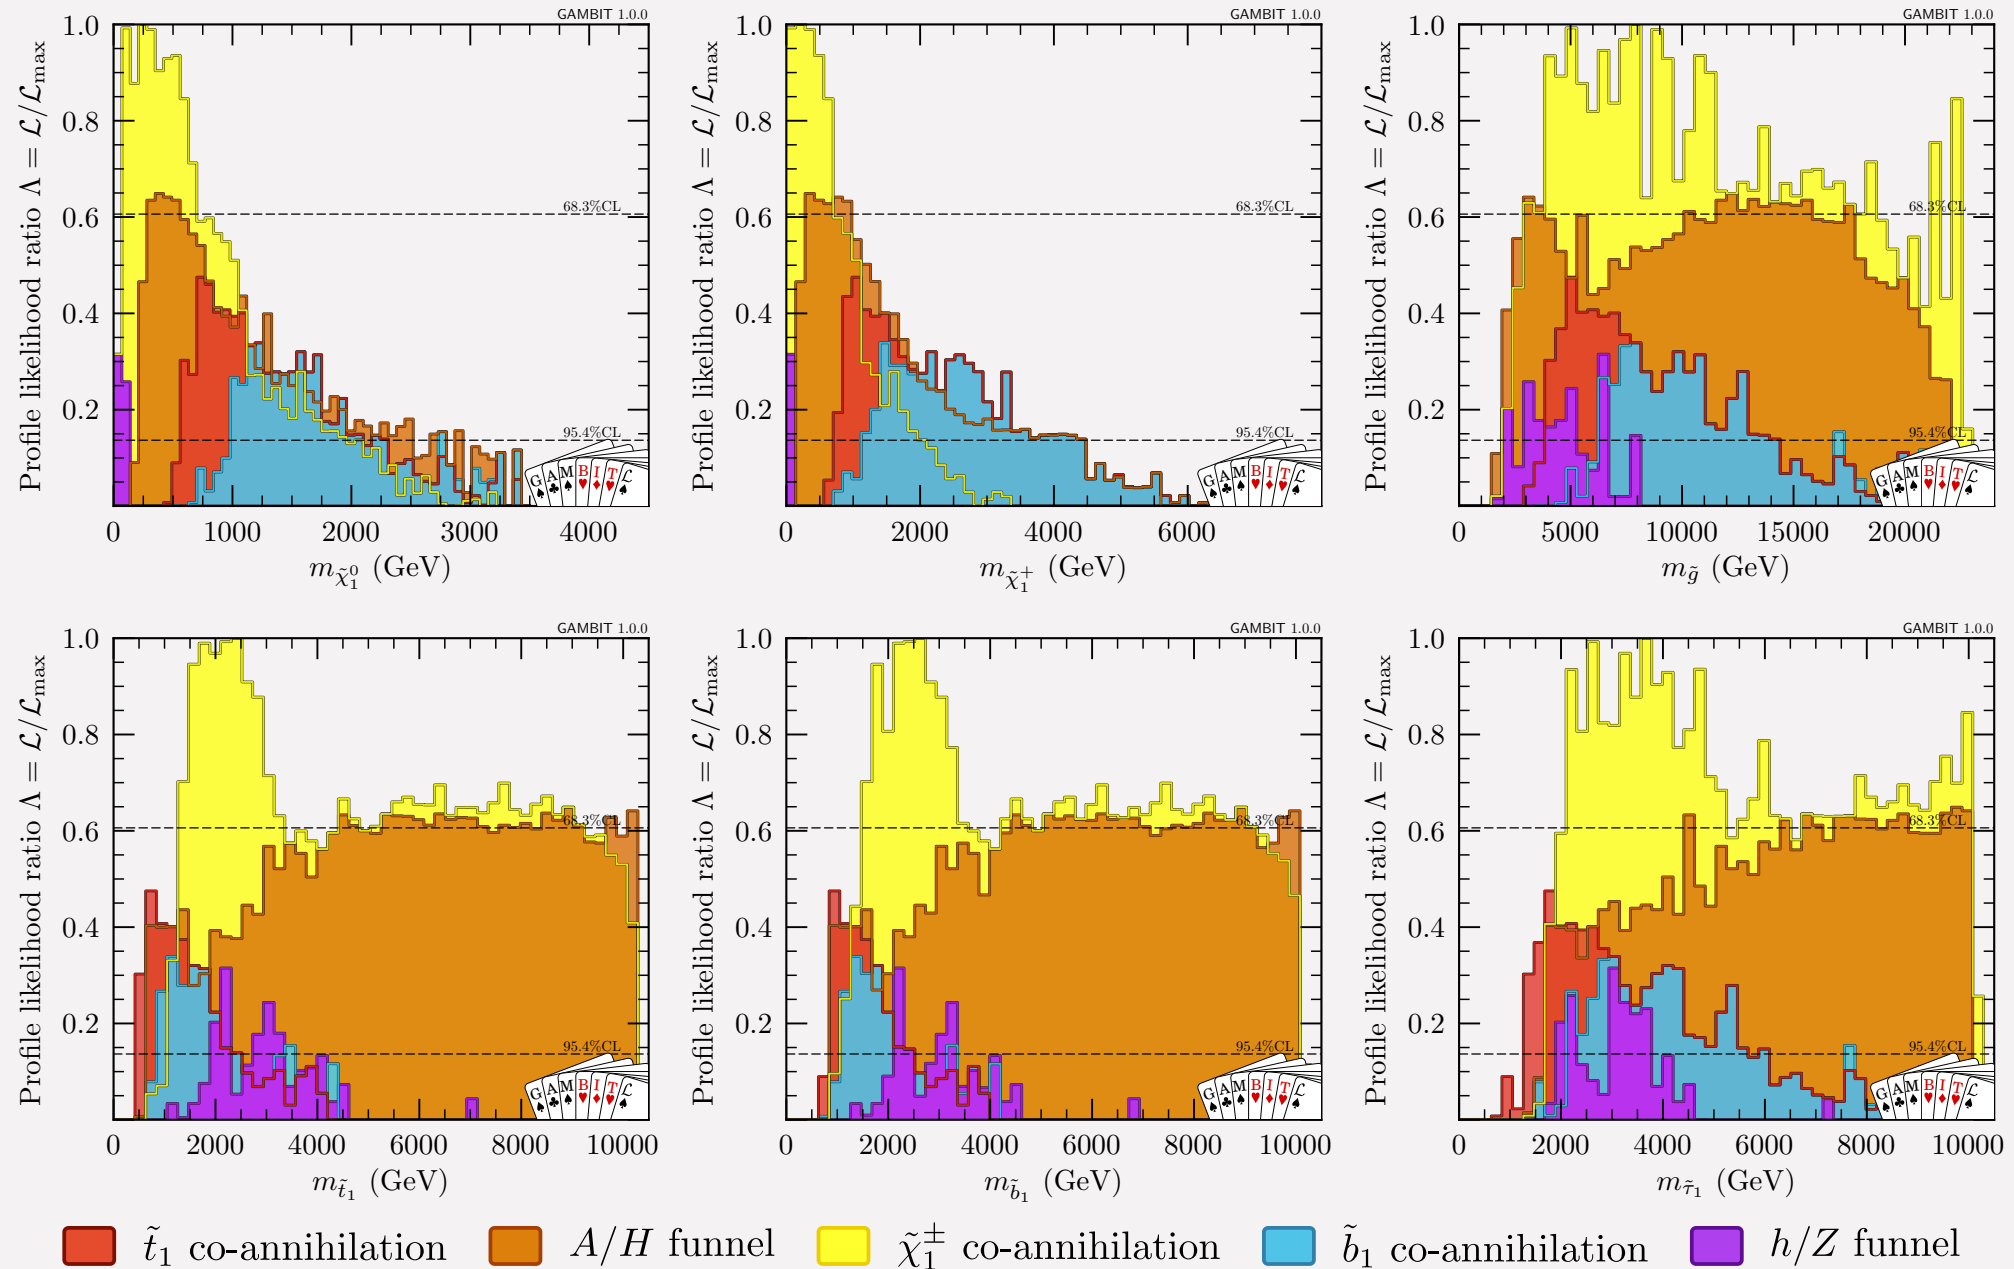 GAMBIT 1.0.0
Profile likelihood ratio Λ = ℒ/ℒmax
1.0
0.8
0.6
0.4
0.2
68.3%CL
95.4%CL
G A M B I T ℒ
0 1000 2000 3000 4000
m_χ̃₁⁰ (GeV)
GAMBIT 1.0.0
Profile likelihood ratio Λ = ℒ/ℒmax
1.0
0.8
0.6
0.4
0.2
68.3%CL
95.4%CL
G A M B I T ℒ
0 2000 4000 6000
m_χ̃₁⁺ (GeV)
GAMBIT 1.0.0
Profile likelihood ratio Λ = ℒ/ℒmax
1.0
0.8
0.6
0.4
0.2
68.3%CL
95.4%CL
G A M B I T ℒ
0 5000 10000 15000 20000
m_g̃ (GeV)
GAMBIT 1.0.0
Profile likelihood ratio Λ = ℒ/ℒmax
1.0
0.8
0.6
0.4
0.2
68.3%CL
95.4%CL
G A M B I T ℒ
0 2000 4000 6000 8000 10000
m_t̃₁ (GeV)
GAMBIT 1.0.0
Profile likelihood ratio Λ = ℒ/ℒmax
1.0
0.8
0.6
0.4
0.2
68.3%CL
95.4%CL
G A M B I T ℒ
0 2000 4000 6000 8000 10000
m_b̃₁ (GeV)
GAMBIT 1.0.0
Profile likelihood ratio Λ = ℒ/ℒmax
1.0
0.8
0.6
0.4
0.2
68.3%CL
95.4%CL
G A M B I T ℒ
0 2000 4000 6000 8000 10000
m_τ̃₁ (GeV)
t̃₁ co-annihilation A/H funnel χ̃₁± co-annihilation b̃₁ co-annihilation h/Z funnel